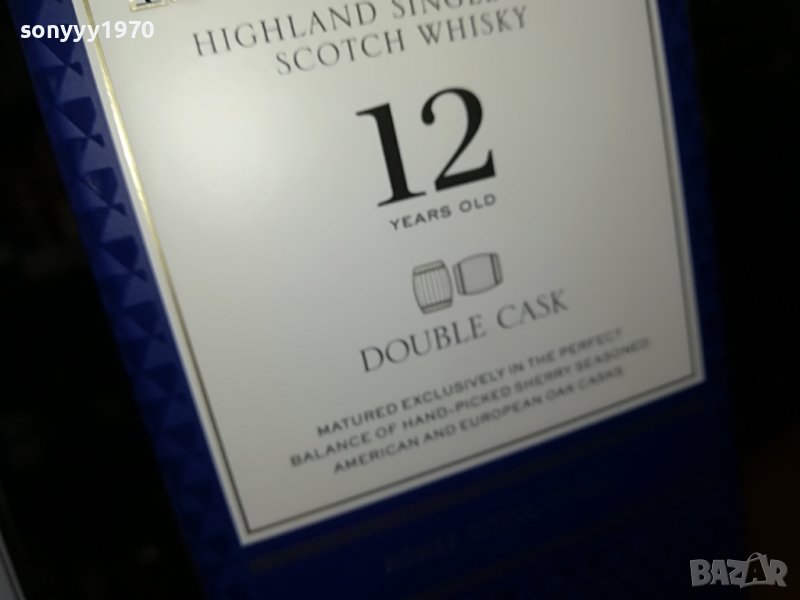 sonyyy1970
HIGHLAND SINGLE
SCOTCH WHISKY
12
YEARS OLD
DOUBLE CASK
MATURED EXCLUSIVELY IN THE PERFECT
BALANCE OF HAND-PICKED SHERRY SEASONED
AMERICAN AND EUROPEAN OAK CASKS
BAZAR